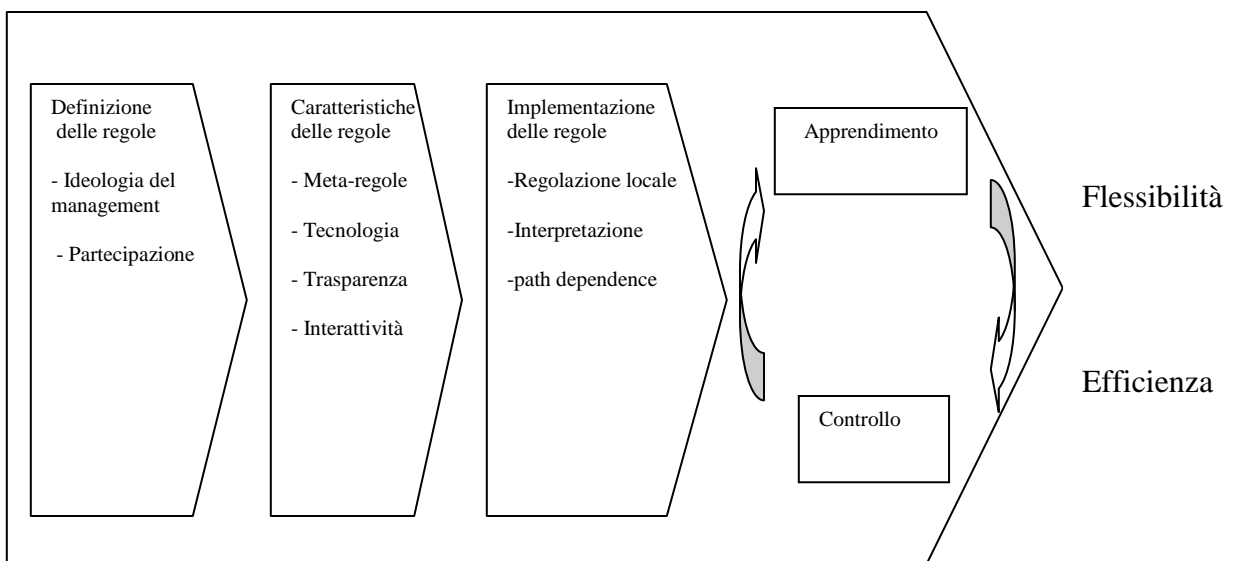 Definizione
delle regole
- Ideologia del
management
- Partecipazione
Caratteristiche
delle regole
- Meta-regole
- Tecnologia
- Trasparenza
- Interattività
Implementazione
delle regole
-Regolazione locale
-Interpretazione
-path dependence
Apprendimento
Controllo
Flessibilità
Efficienza